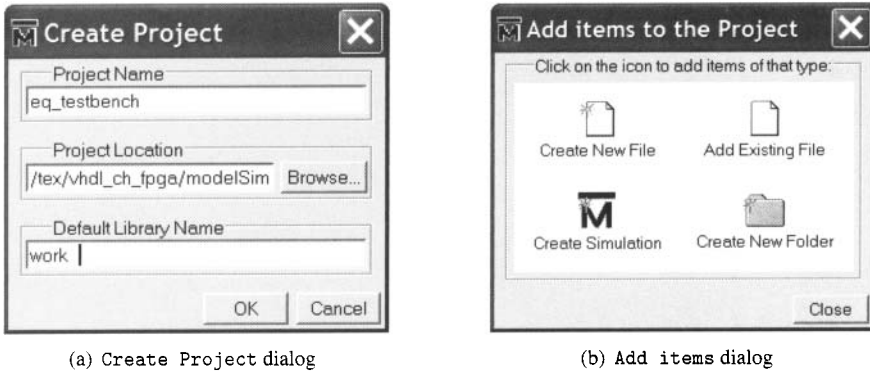 Create Project
Project Name
eq_testbench
Project Location
/tex/vhdl_ch_fpga/modelSim
Browse...
Default Library Name
work
OK
Cancel
(a) Create Project dialog
Add items to the Project
Click on the icon to add items of that type:
Create New File
Add Existing File
Create Simulation
Create New Folder
Close
(b) Add items dialog